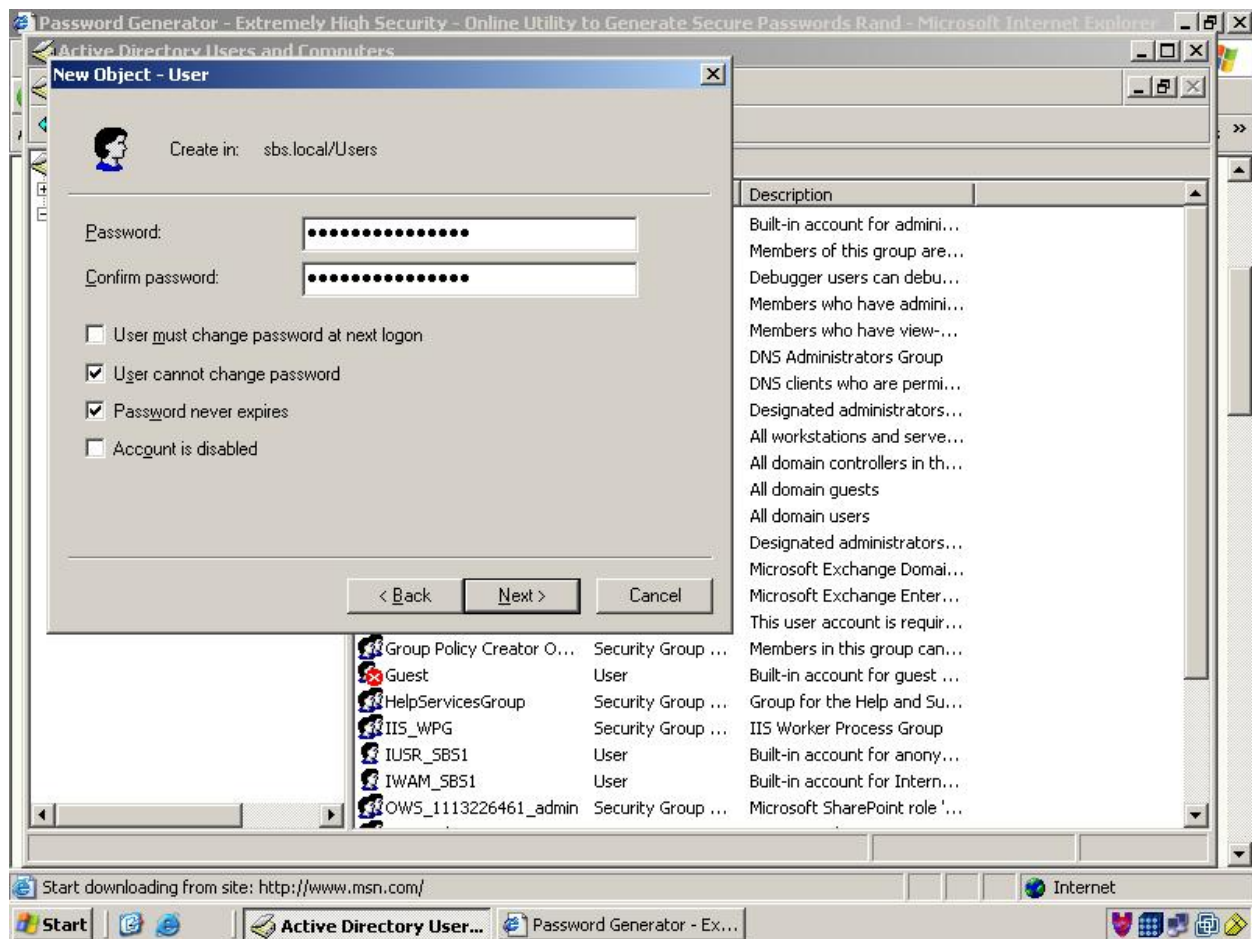 Password Generator - Extremely High Security - Online Utility to Generate Secure Passwords Rand - Microsoft Internet Explorer
Active Directory Users and Computers
New Object - User
Create in: sbs.local/Users
Password:
Confirm password:
User must change password at next logon
User cannot change password
Password never expires
Account is disabled
< Back
Next >
Cancel
Description
Built-in account for admini...
Members of this group are...
Debugger users can debu...
Members who have admini...
Members who have view-...
DNS Administrators Group
DNS clients who are permi...
Designated administrators...
All workstations and serve...
All domain controllers in th...
All domain guests
All domain users
Designated administrators...
Microsoft Exchange Domai...
Microsoft Exchange Enter...
This user account is requir...
Group Policy Creator O... Security Group ... Members in this group can...
Guest User Built-in account for guest ...
HelpServicesGroup Security Group ... Group for the Help and Su...
IIS_WPG Security Group ... IIS Worker Process Group
IUSR_SBS1 User Built-in account for anony...
IWAM_SBS1 User Built-in account for Intern...
OWS_1113226461_admin Security Group ... Microsoft SharePoint role '...
Start downloading from site: http://www.msn.com/
Internet
Start
Active Directory User...
Password Generator - Ex...